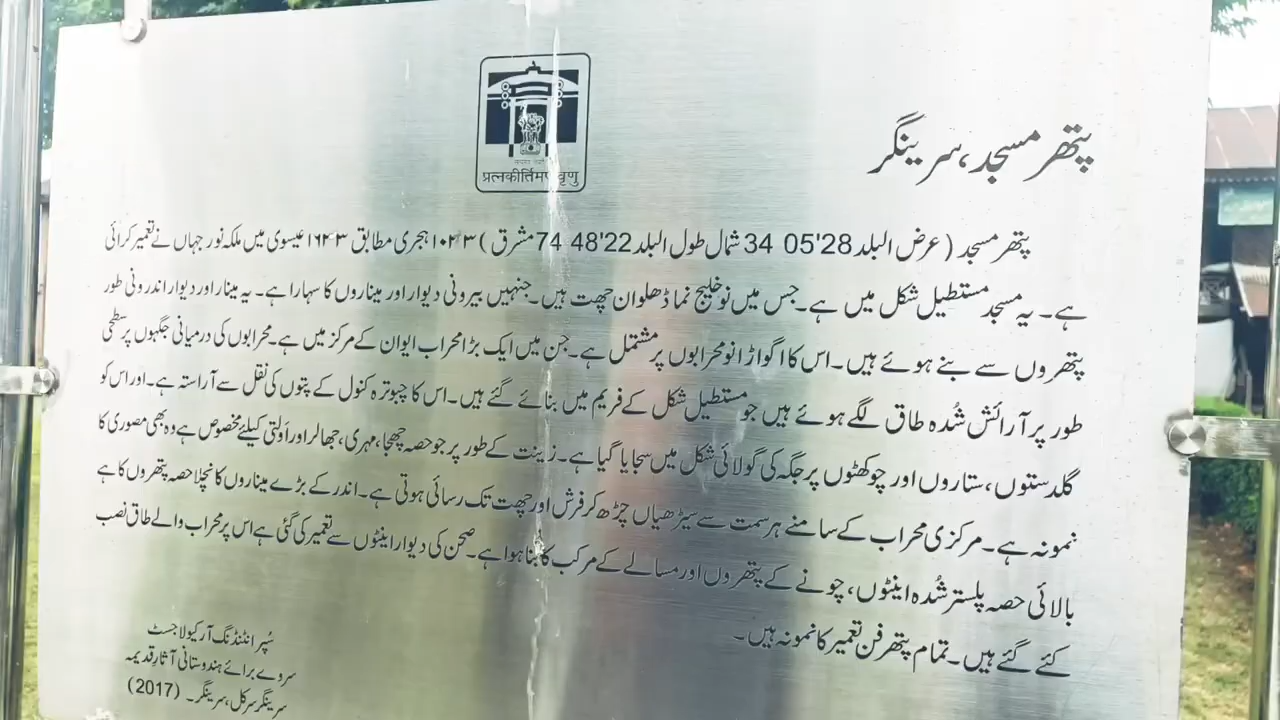 प्रत्नकीर्तिमपावृणु
پتھر مسجد، سرینگر
پتھر مسجد (عرض البلد 28'05 34 شمال طول البلد 22'48 74 مشرق) ۱۰۲۳ ہجری مطابق ۱۶۲۳ عیسوی میں ملکہ نور جہاں نے تعمیر کرائی
ہے۔ یہ مسجد مستطیل شکل میں ہے۔ جس میں نو خلیج نما ڈھلوان چھت ہیں۔ جنہیں بیرونی دیوار اور میناروں کا سہارا ہے۔ یہ مینار اور دیوار اندرونی طور
پتھروں سے بنے ہوئے ہیں۔ اس کا اگواڑا نو محرابوں پر مشتمل ہے۔ جن میں ایک بڑا محراب ایوان کے مرکز میں ہے۔ محرابوں کی درمیانی جگہوں پر سطحی
طور پر آرائش شُدہ طاق لگے ہوئے ہیں جو مستطیل شکل کے فریم میں بنائے گئے ہیں۔ اس کا چبوترہ کنول کے پتوں کی نقل سے آراستہ ہے۔ اور اس کو
گلدستوں، ستاروں اور چوکھٹوں پر جگہ کی گولائی شکل میں سجایا گیا ہے۔ زینت کے طور پر جو حصہ چھجا، مہری، جھالر اور اَولتی کیلئے مخصوص ہے وہ بھی مصوری کا
نمونہ ہے۔ مرکزی محراب کے سامنے ہر سمت سے سیڑھیاں چڑھ کر فرش اور چھت تک رسائی ہوتی ہے۔ اندر کے بڑے میناروں کا نچلا حصہ پتھروں کا ہے
بالائی حصہ پلستر شُدہ اینٹوں، چونے کے پتھروں اور مسالے کے مرکب کا بنا ہوا ہے۔ صحن کی دیوار اینٹوں سے تعمیر کی گئی ہے اس پر محراب والے طاق نصب
کئے گئے ہیں۔ تمام پتھر فن تعمیر کا نمونہ ہیں۔
سُپر انٹنڈنگ آرکیولاجسٹ
سروے برائے ہندوستانی آثار قدیمہ
سرینگر سرکل، سرینگر۔ (2017)